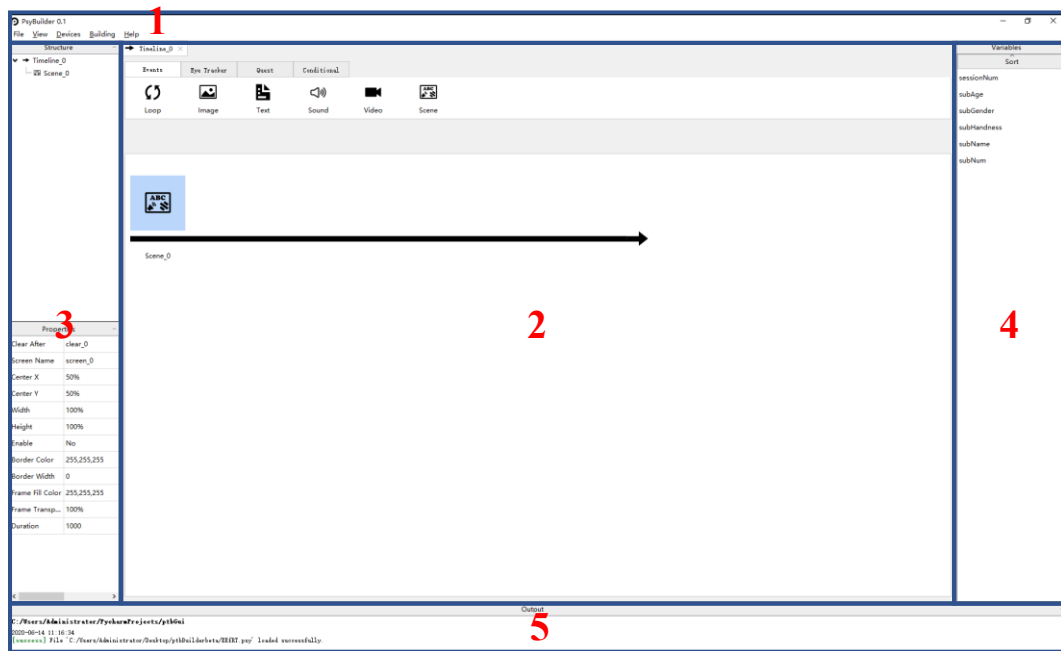 PsyBuilder 0.1
1
File View Devices Building Help
Structure
Timeline_0
Scene_0
Timeline_0
Events Eye Tracker Quest Conditional
Loop Image Text Sound Video Scene
ABC
Scene_0
2
Variables
Sort
sessionNum
subAge
subGender
subHandness
subName
subNum
4
Properties
3
Clear After clear_0
Screen Name screen_0
Center X 50%
Center Y 50%
Width 100%
Height 100%
Enable No
Border Color 255,255,255
Border Width 0
Frame Fill Color 255,255,255
Frame Transp... 100%
Duration 1000
Output
5
C:/Users/Administrator/PycharmProjects/ptbGui
2020-06-14 11:16:34
[success] File 'C:/Users/Administrator/Desktop/ptbBuilderbeta/ loaded successfully.